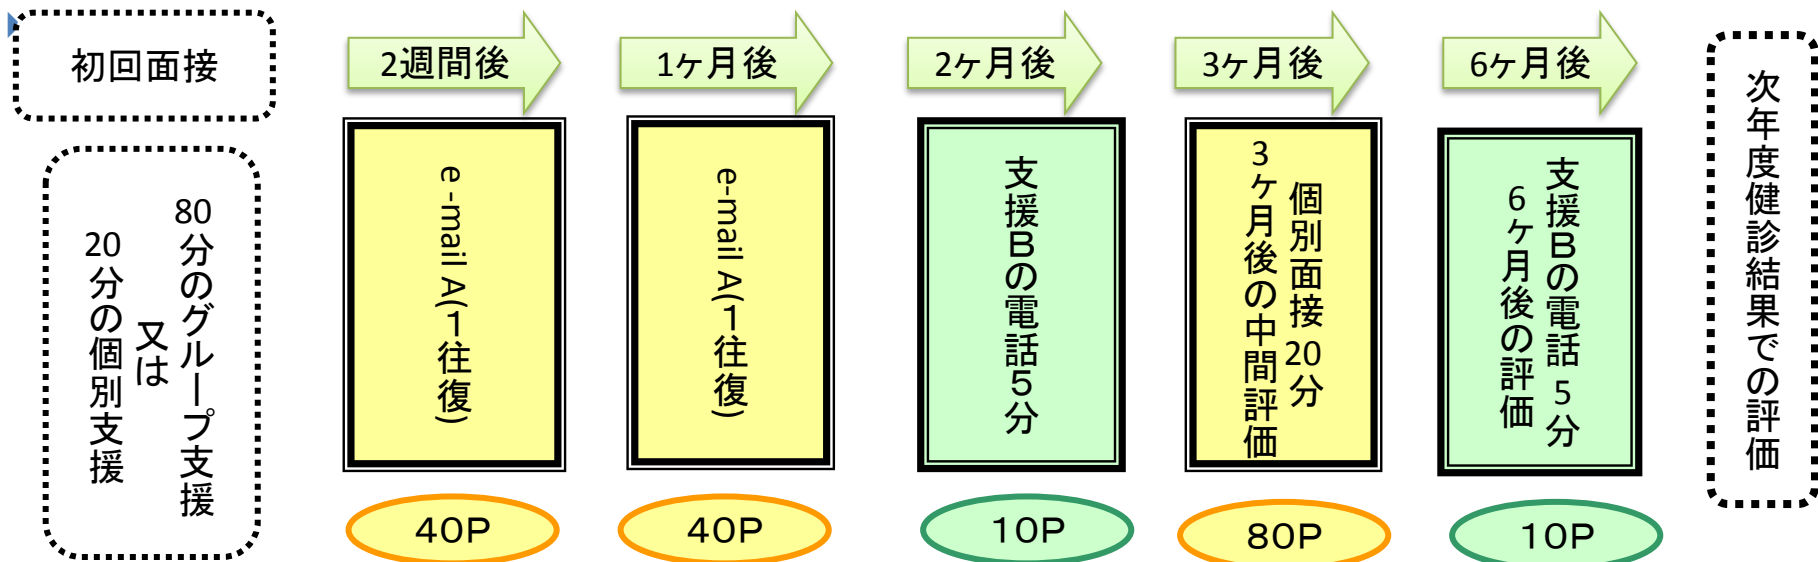 初回面接
80分のグループ支援
又は
20分の個別支援
2週間後
e -mail A(1往復)
40P
1ヶ月後
e-mail A(1往復)
40P
2ヶ月後
支援Bの電話5分
10P
3ヶ月後
個別面接 20分
3ヶ月後の中間評価
80P
6ヶ月後
支援Bの電話 5分
6ヶ月後の評価
10P
次年度健診結果での評価